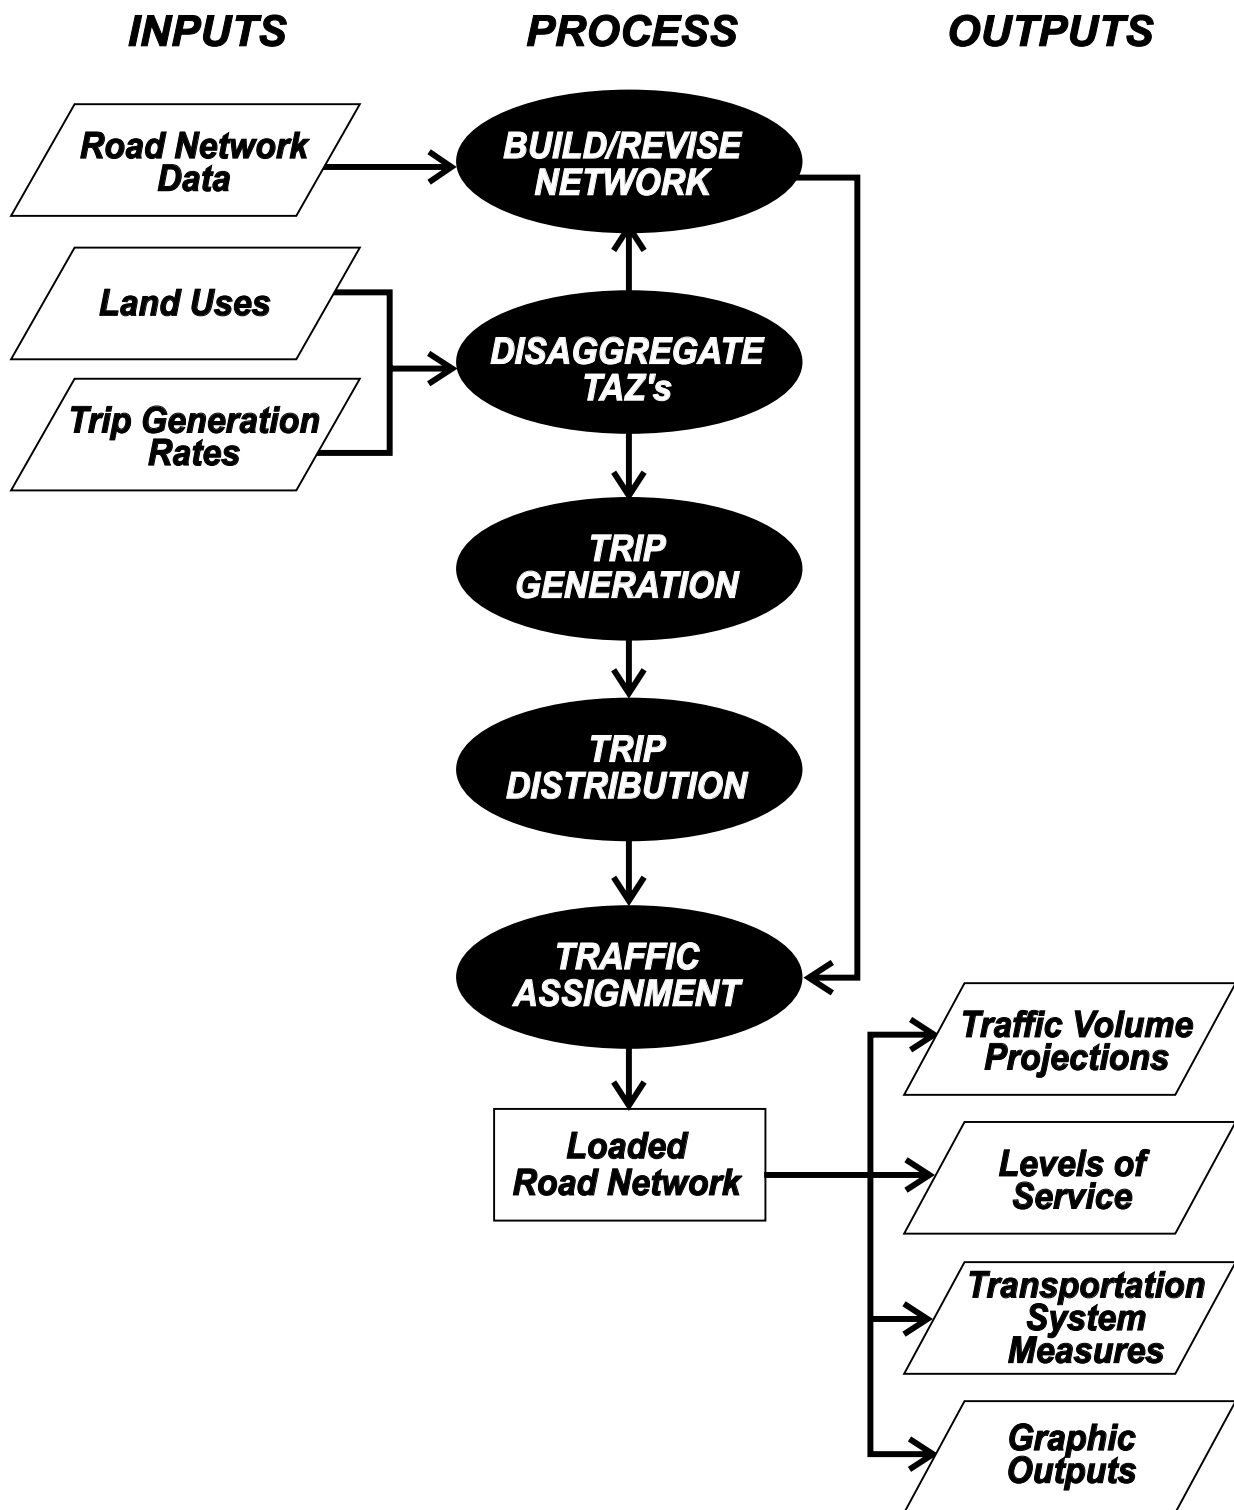 INPUTS
PROCESS
OUTPUTS
Road Network
Data
BUILD/REVISE
NETWORK
Land Uses
Trip Generation
Rates
DISAGGREGATE
TAZ's
TRIP
GENERATION
TRIP
DISTRIBUTION
TRAFFIC
ASSIGNMENT
Loaded
Road Network
Traffic Volume
Projections
Levels of
Service
Transportation
System
Measures
Graphic
Outputs